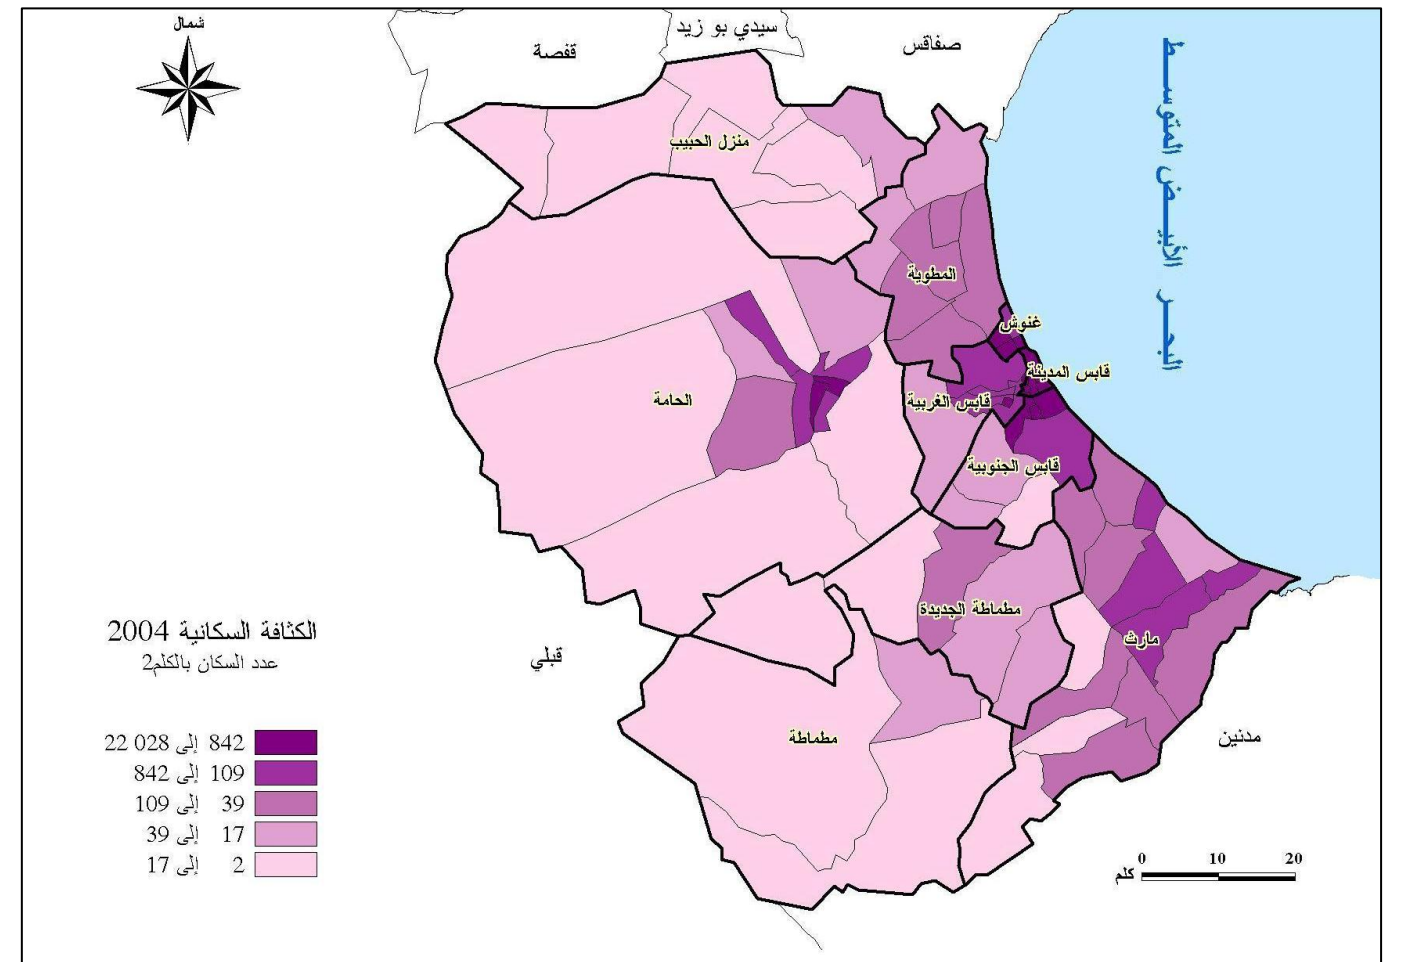 شمال
سيدي بو زيد
قفصة
صفاقس
البحر الأبيض المتوسط
منزل الحبيب
المطوية
غنوش
قابس المدينة
الحامة
قابس الغربية
قابس الجنوبية
مطماطة الجديدة
مارث
قبلي
مطماطة
مدنين
الكثافة السكانية 2004
عدد السكان بالكلم2
842 إلى 028 22
109 إلى 842
39 إلى 109
17 إلى 39
2 إلى 17
0 10 20
كلم